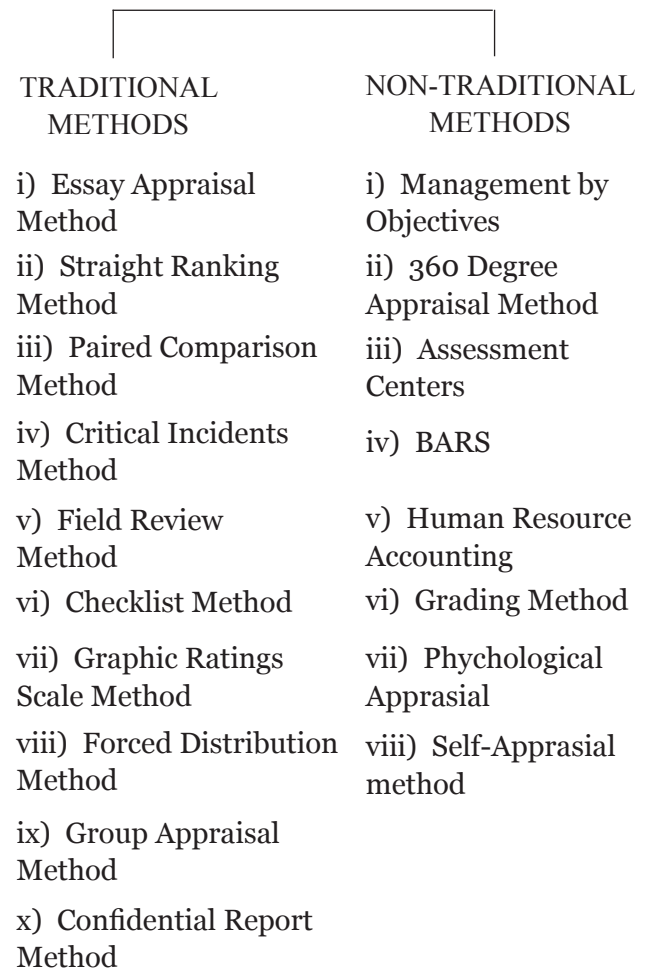 TRADITIONAL
METHODS
i) Essay Appraisal
Method
ii) Straight Ranking
Method
iii) Paired Comparison
Method
iv) Critical Incidents
Method
v) Field Review
Method
vi) Checklist Method
vii) Graphic Ratings
Scale Method
viii) Forced Distribution
Method
ix) Group Appraisal
Method
x) Confidential Report
Method
NON-TRADITIONAL
METHODS
i) Management by
Objectives
ii) 360 Degree
Appraisal Method
iii) Assessment
Centers
iv) BARS
v) Human Resource
Accounting
vi) Grading Method
vii) Phychological
Apprasial
viii) Self-Apprasial
method